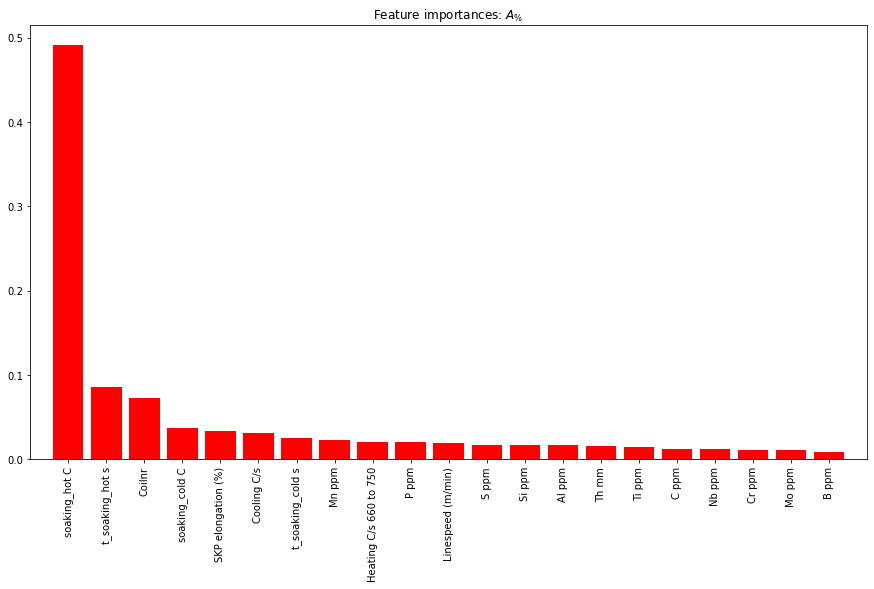 Feature importances: A%
0.5
0.4
0.3
0.2
0.1
0.0
soaking_hot C
t_soaking_hot s
Coilnr
soaking_cold C
SKP elongation (%)
Cooling C/s
t_soaking_cold s
Mn ppm
Heating C/s 660 to 750
P ppm
Linespeed (m/min)
S ppm
Si ppm
Al ppm
Th mm
Ti ppm
C ppm
Nb ppm
Cr ppm
Mo ppm
B ppm